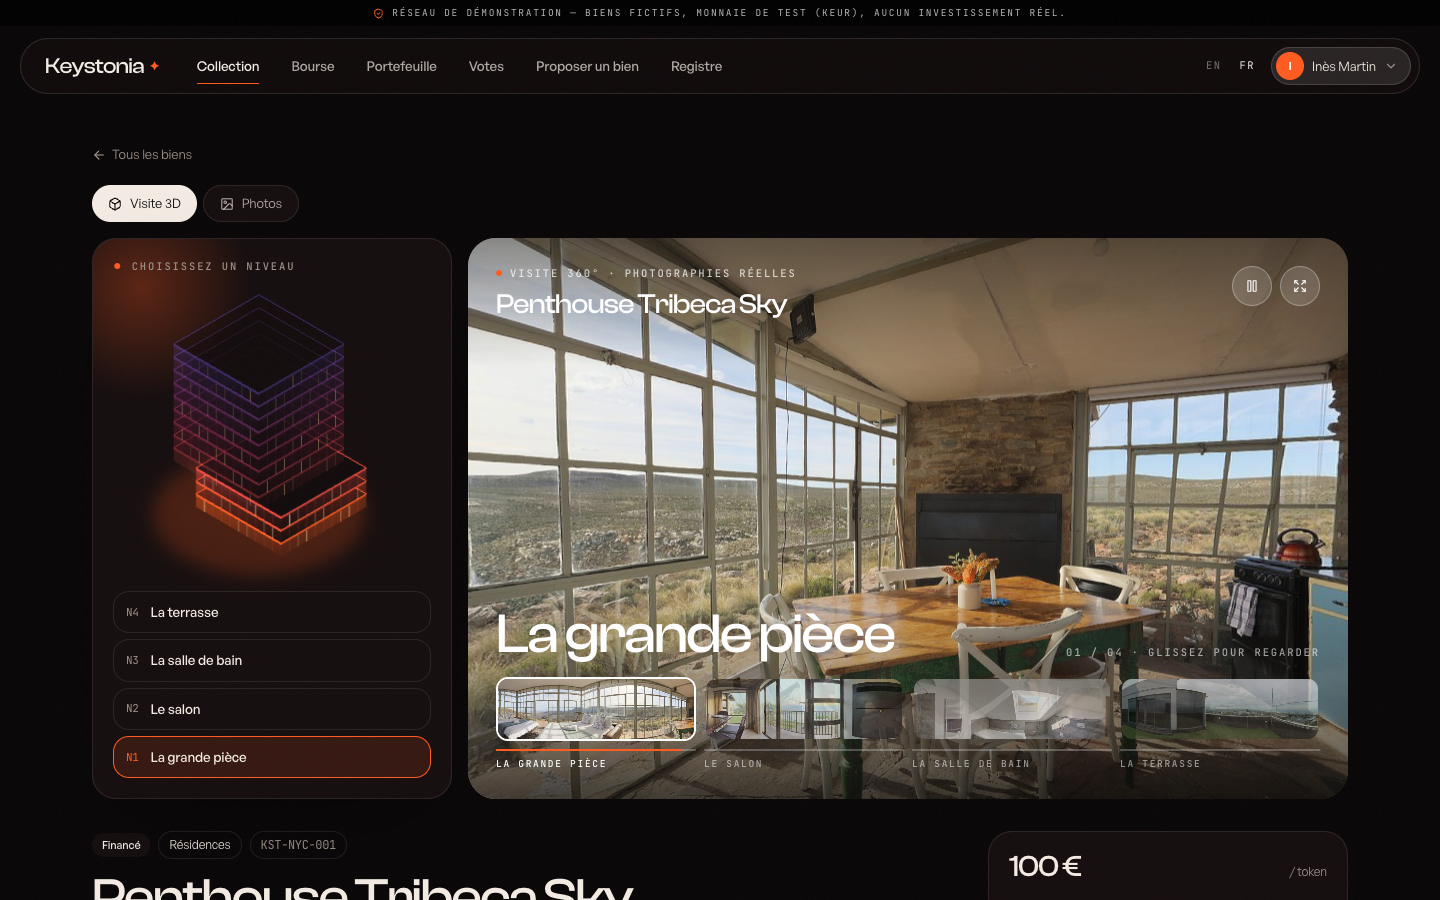 RÉSEAU DE DÉMONSTRATION — BIENS FICTIFS, MONNAIE DE TEST (KEUR), AUCUN INVESTISSEMENT RÉEL.
Keystonia
Collection
Bourse
Portefeuille
Votes
Proposer un bien
Registre
EN
FR
I
Inès Martin
Tous les biens
Visite 3D
Photos
CHOISISSEZ UN NIVEAU
N4 La terrasse
N3 La salle de bain
N2 Le salon
N1 La grande pièce
VISITE 360° · PHOTOGRAPHIES RÉELLES
Penthouse Tribeca Sky
La grande pièce
01 / 04 · GLISSEZ POUR REGARDER
LA GRANDE PIÈCE
LE SALON
LA SALLE DE BAIN
LA TERRASSE
Financé
Résidences
KST-NYC-001
Penthouse Tribeca Sky
100 €
/ token